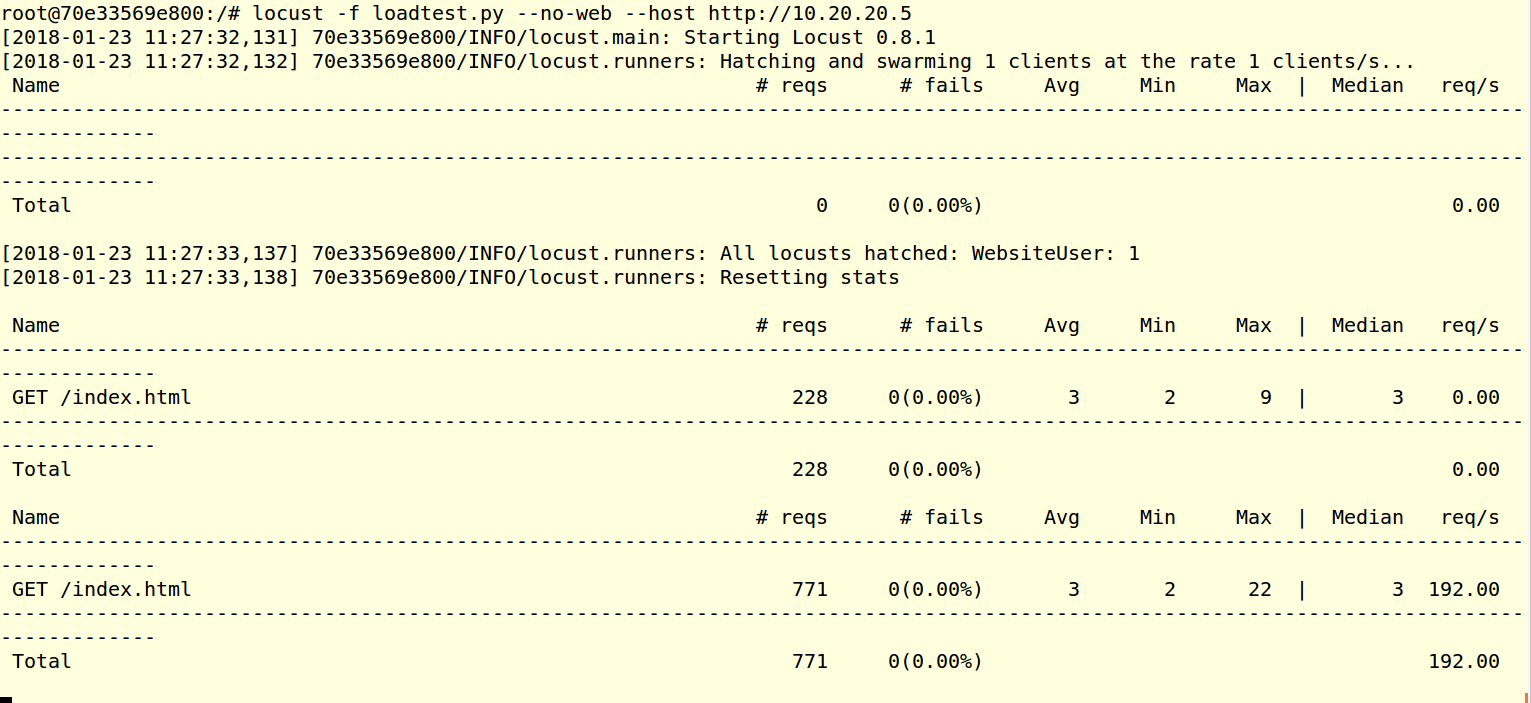 root@70e33569e800:/# locust -f loadtest.py --no-web --host http://10.20.20.5
[2018-01-23 11:27:32,131] 70e33569e800/INFO/locust.main: Starting Locust 0.8.1
[2018-01-23 11:27:32,132] 70e33569e800/INFO/locust.runners: Hatching and swarming 1 clients at the rate 1 clients/s...
 Name                                                          # reqs      # fails     Avg     Min     Max  |  Median   req/s
-------------------------------------------------------------------------------------------------------------------------------
-------------
-------------------------------------------------------------------------------------------------------------------------------
-------------
 Total                                                              0     0(0.00%)                                       0.00
[2018-01-23 11:27:33,137] 70e33569e800/INFO/locust.runners: All locusts hatched: WebsiteUser: 1
[2018-01-23 11:27:33,138] 70e33569e800/INFO/locust.runners: Resetting stats
 Name                                                          # reqs      # fails     Avg     Min     Max  |  Median   req/s
-------------------------------------------------------------------------------------------------------------------------------
-------------
 GET /index.html                                                  228     0(0.00%)       3       2       9  |       3    0.00
-------------------------------------------------------------------------------------------------------------------------------
-------------
 Total                                                            228     0(0.00%)                                       0.00
 Name                                                          # reqs      # fails     Avg     Min     Max  |  Median   req/s
-------------------------------------------------------------------------------------------------------------------------------
-------------
 GET /index.html                                                  771     0(0.00%)       3       2      22  |       3  192.00
-------------------------------------------------------------------------------------------------------------------------------
-------------
 Total                                                            771     0(0.00%)                                     192.00